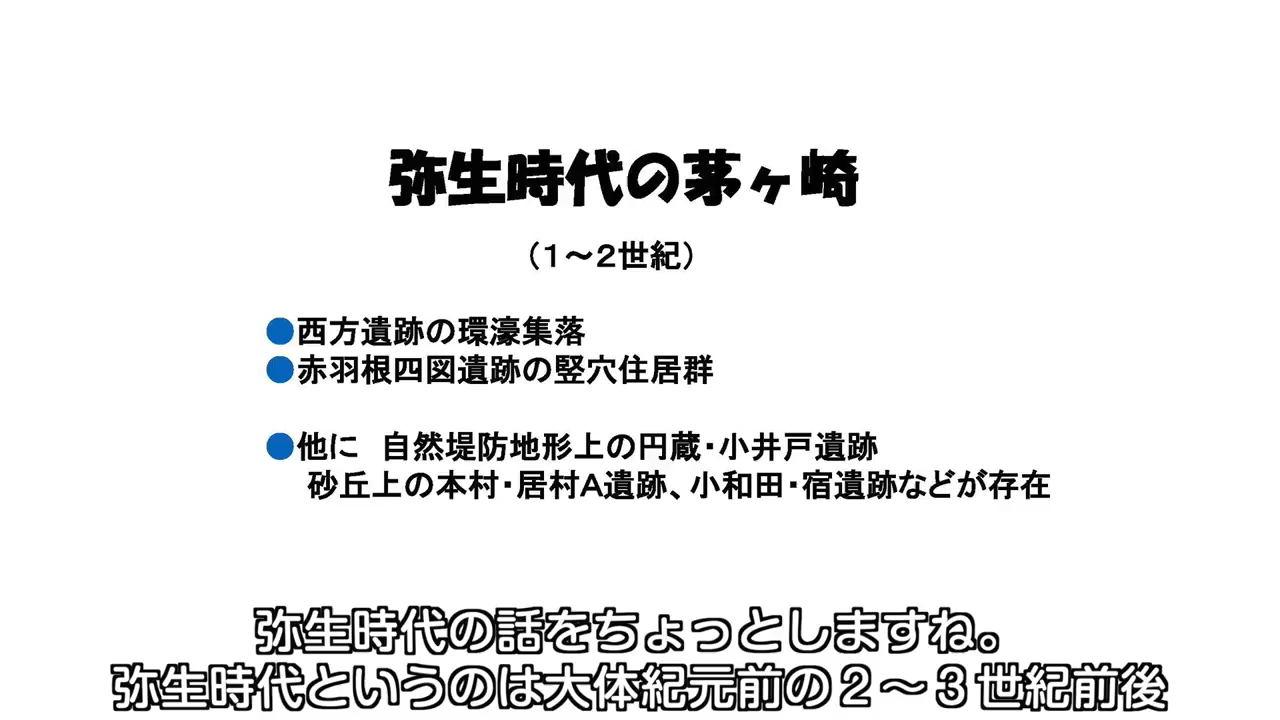 弥生時代の茅ヶ崎
（１～２世紀）
●西方遺跡の環濠集落
●赤羽根四図遺跡の竪穴住居群
●他に　自然堤防地形上の円蔵・小井戸遺跡
砂丘上の本村・居村Ａ遺跡、小和田・宿遺跡などが存在
弥生時代の話をちょっとしますね。
弥生時代というのは大体紀元前の２～３世紀前後